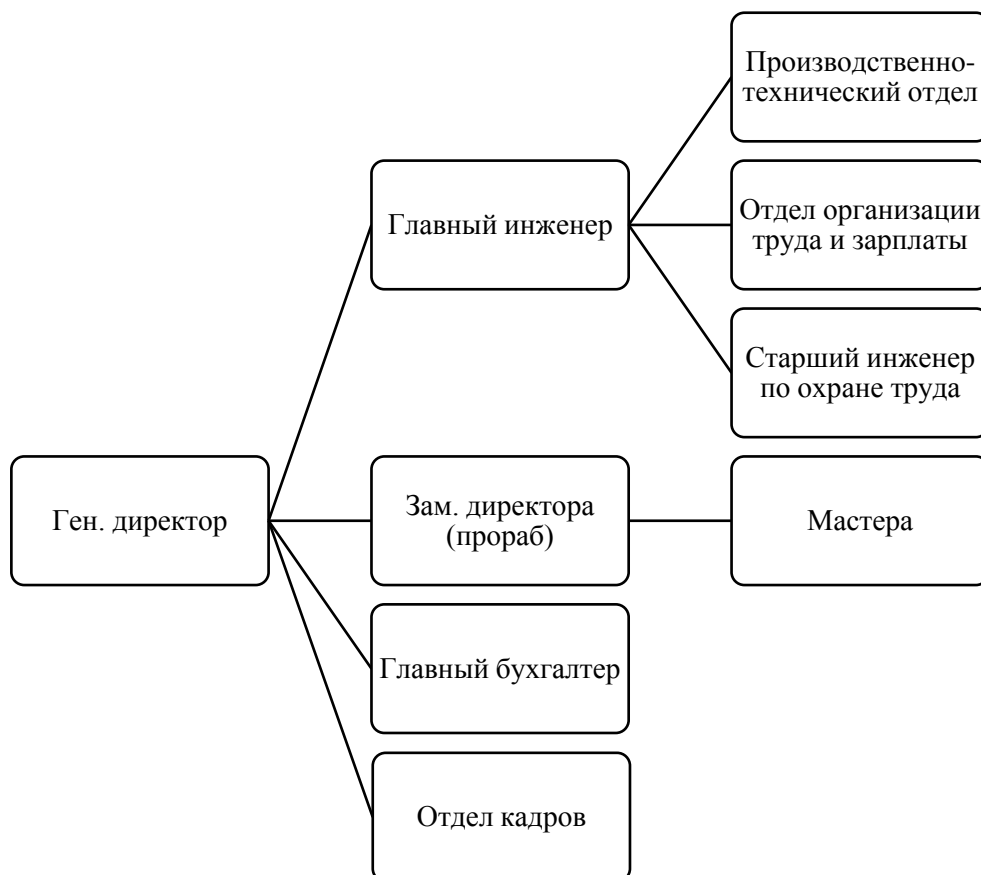 Производственно-
технический отдел
Главный инженер
Отдел организации
труда и зарплаты
Старший инженер
по охране труда
Ген. директор
Зам. директора
(прораб)
Мастера
Главный бухгалтер
Отдел кадров